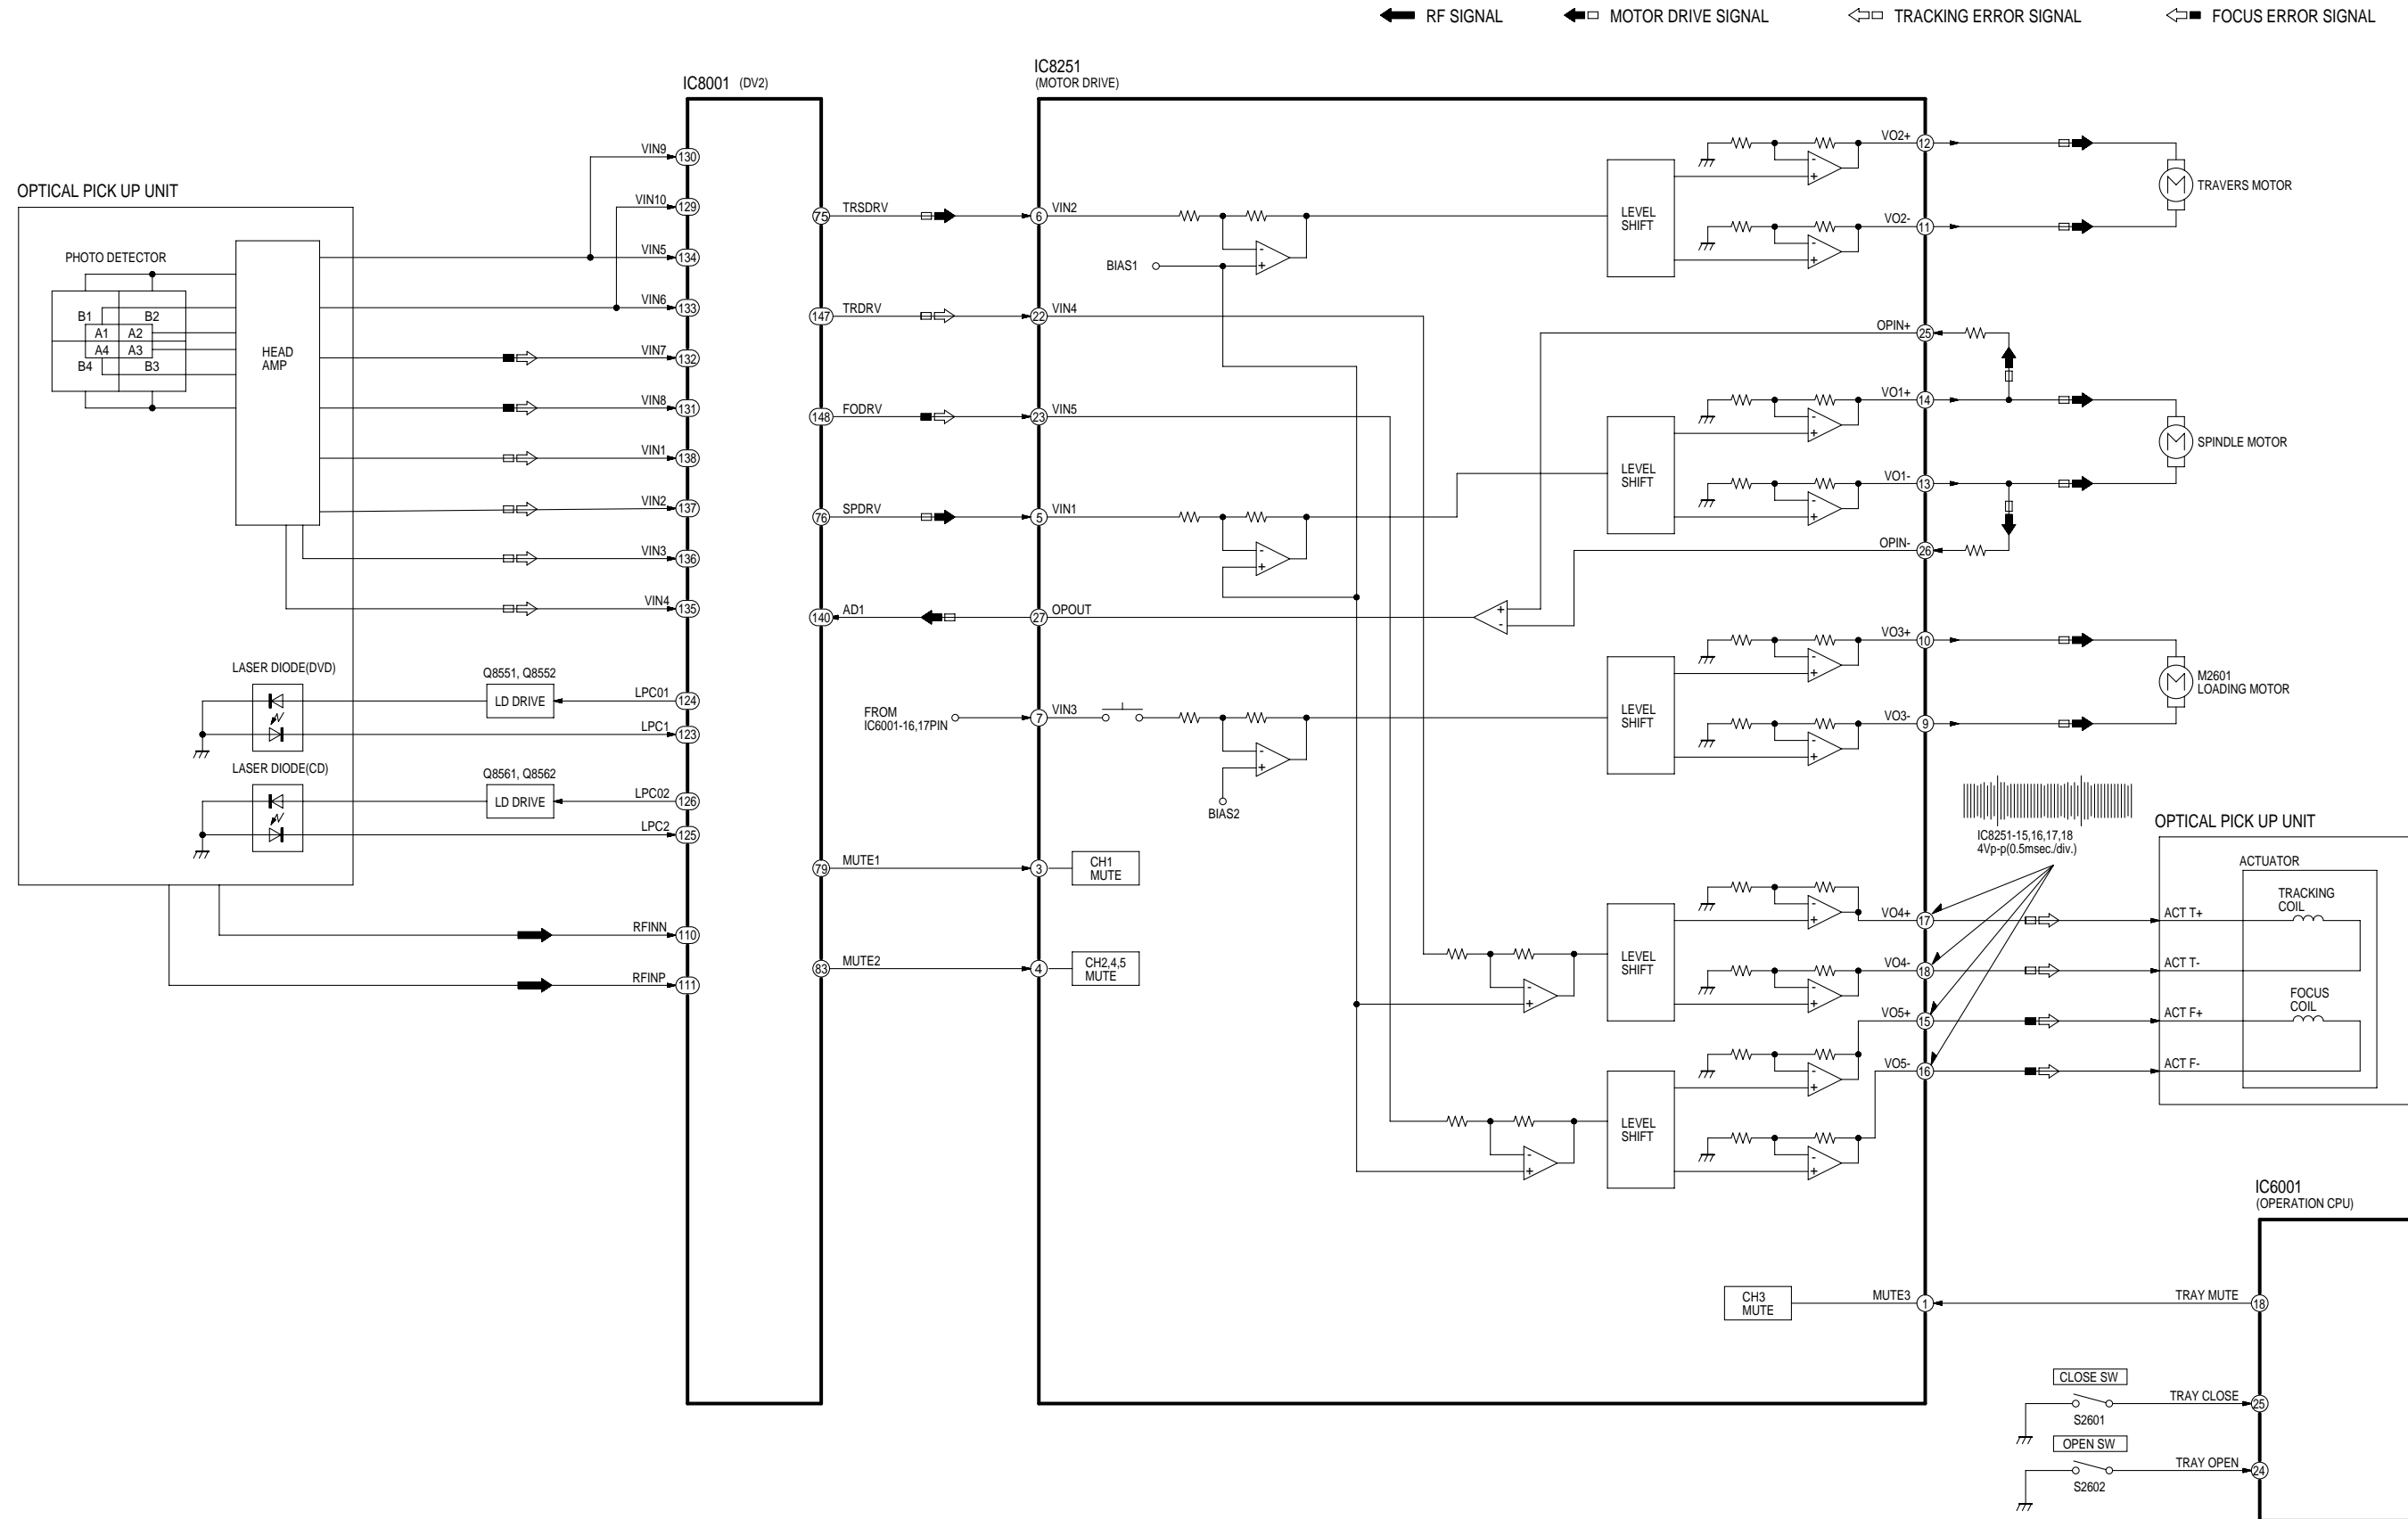 RF SIGNAL
MOTOR DRIVE SIGNAL
TRACKING ERROR SIGNAL
FOCUS ERROR SIGNAL
IC8001 (DV2)
IC8251
(MOTOR DRIVE)
OPTICAL PICK UP UNIT
PHOTO DETECTOR
B1
B2
A1
A2
A4
A3
B4
B3
HEAD
AMP
VIN9
130
VIN10
129
VIN5
134
VIN6
133
VIN7
132
VIN8
131
VIN1
138
VIN2
137
VIN3
136
VIN4
135
LASER DIODE(DVD)
Q8551, Q8552
LD DRIVE
LPC01
124
LPC1
123
LASER DIODE(CD)
Q8561, Q8562
LD DRIVE
LPC02
126
LPC2
125
RFINN
110
RFINP
111
75
TRSDRV
147
TRDRV
148
FODRV
76
SPDRV
140
AD1
FROM
IC6001-16,17PIN
79
MUTE1
83
MUTE2
6
VIN2
BIAS1
22
VIN4
23
VIN5
5
VIN1
27
OPOUT
7
VIN3
BIAS2
3
CH1
MUTE
4
CH2,4,5
MUTE
-
+
-
+
+
-
-
+
-
+
-
+
LEVEL
SHIFT
-
+
VO2+
12
-
+
VO2-
11
TRAVERS MOTOR
M
OPIN+
25
LEVEL
SHIFT
-
+
VO1+
14
-
+
VO1-
13
SPINDLE MOTOR
M
OPIN-
26
LEVEL
SHIFT
-
+
VO3+
10
-
+
VO3-
9
M
M2601
LOADING MOTOR
IC8251-15,16,17,18
4Vp-p(0.5msec./div.)
LEVEL
SHIFT
-
+
VO4+
17
-
+
VO4-
18
LEVEL
SHIFT
-
+
VO5+
15
-
+
VO5-
16
OPTICAL PICK UP UNIT
ACTUATOR
TRACKING
COIL
ACT T+
ACT T-
FOCUS
COIL
ACT F+
ACT F-
IC6001
(OPERATION CPU)
CH3
MUTE
MUTE3
1
TRAY MUTE
18
CLOSE SW
TRAY CLOSE
25
S2601
OPEN SW
TRAY OPEN
24
S2602